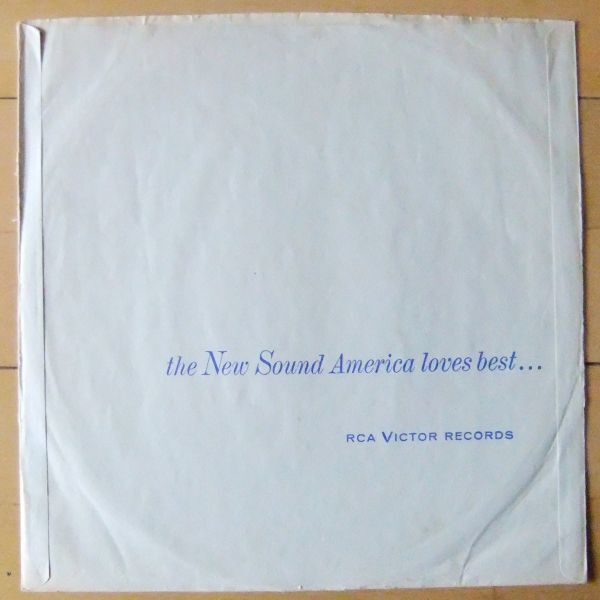 the New Sound America loves best...
RCA VICTOR RECORDS